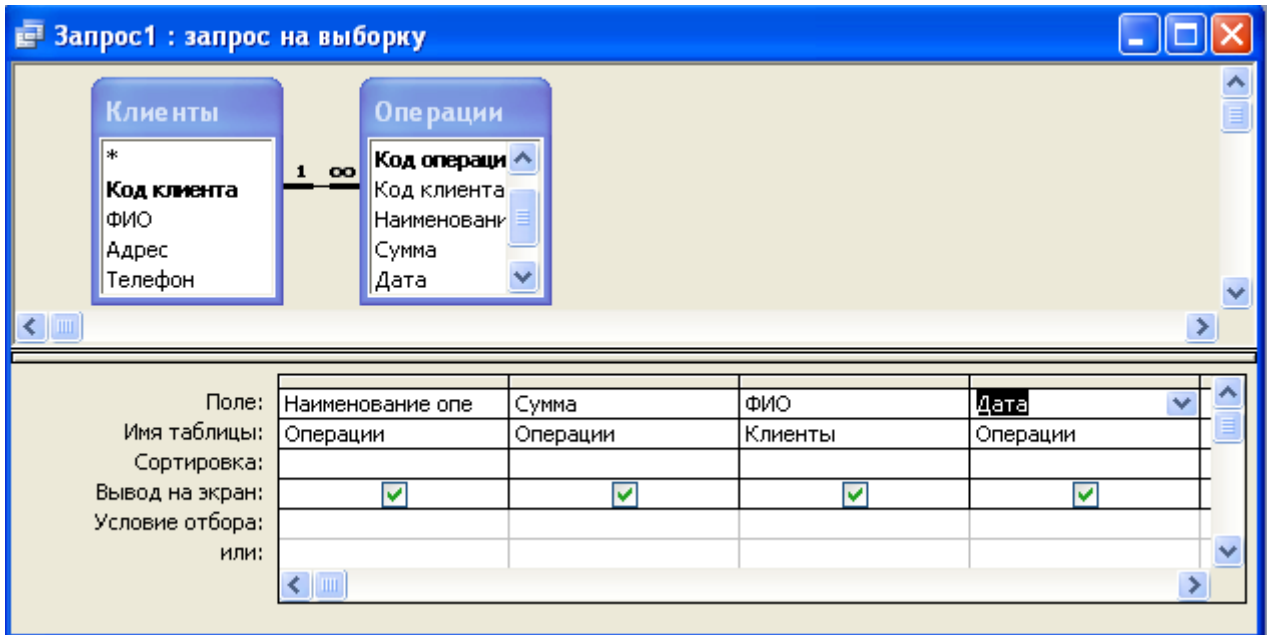 Запрос1 : запрос на выборку
Клиенты
*
Код клиента
ФИО
Адрес
Телефон
1 ∞
Операции
Код операци
Код клиента
Наименовани
Сумма
Дата
Поле: Наименование опе Сумма ФИО Дата
Имя таблицы: Операции Операции Клиенты Операции
Сортировка:
Вывод на экран:
Условие отбора:
или: